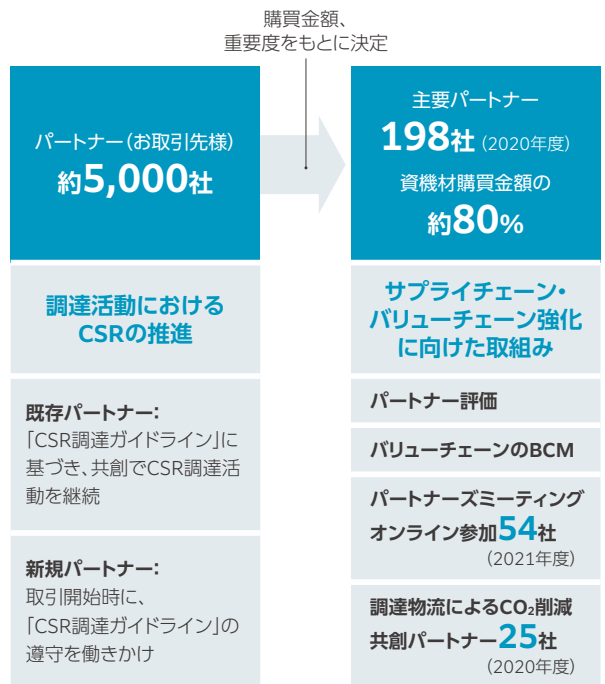 購買金額、
重要度をもとに決定
パートナー（お取引先様）
約5,000社
調達活動における
CSRの推進
既存パートナー：
「CSR調達ガイドライン」に
基づき、共創でCSR調達活
動を継続
新規パートナー：
取引開始時に、
「CSR調達ガイドライン」の
遵守を働きかけ
主要パートナー
198社（2020年度）
資機材購買金額の
約80%
サプライチェーン・
バリューチェーン強化
に向けた取組み
パートナー評価
バリューチェーンのBCM
パートナーズミーティング
オンライン参加54社
（2021年度）
調達物流によるCO₂削減
共創パートナー25社
（2020年度）